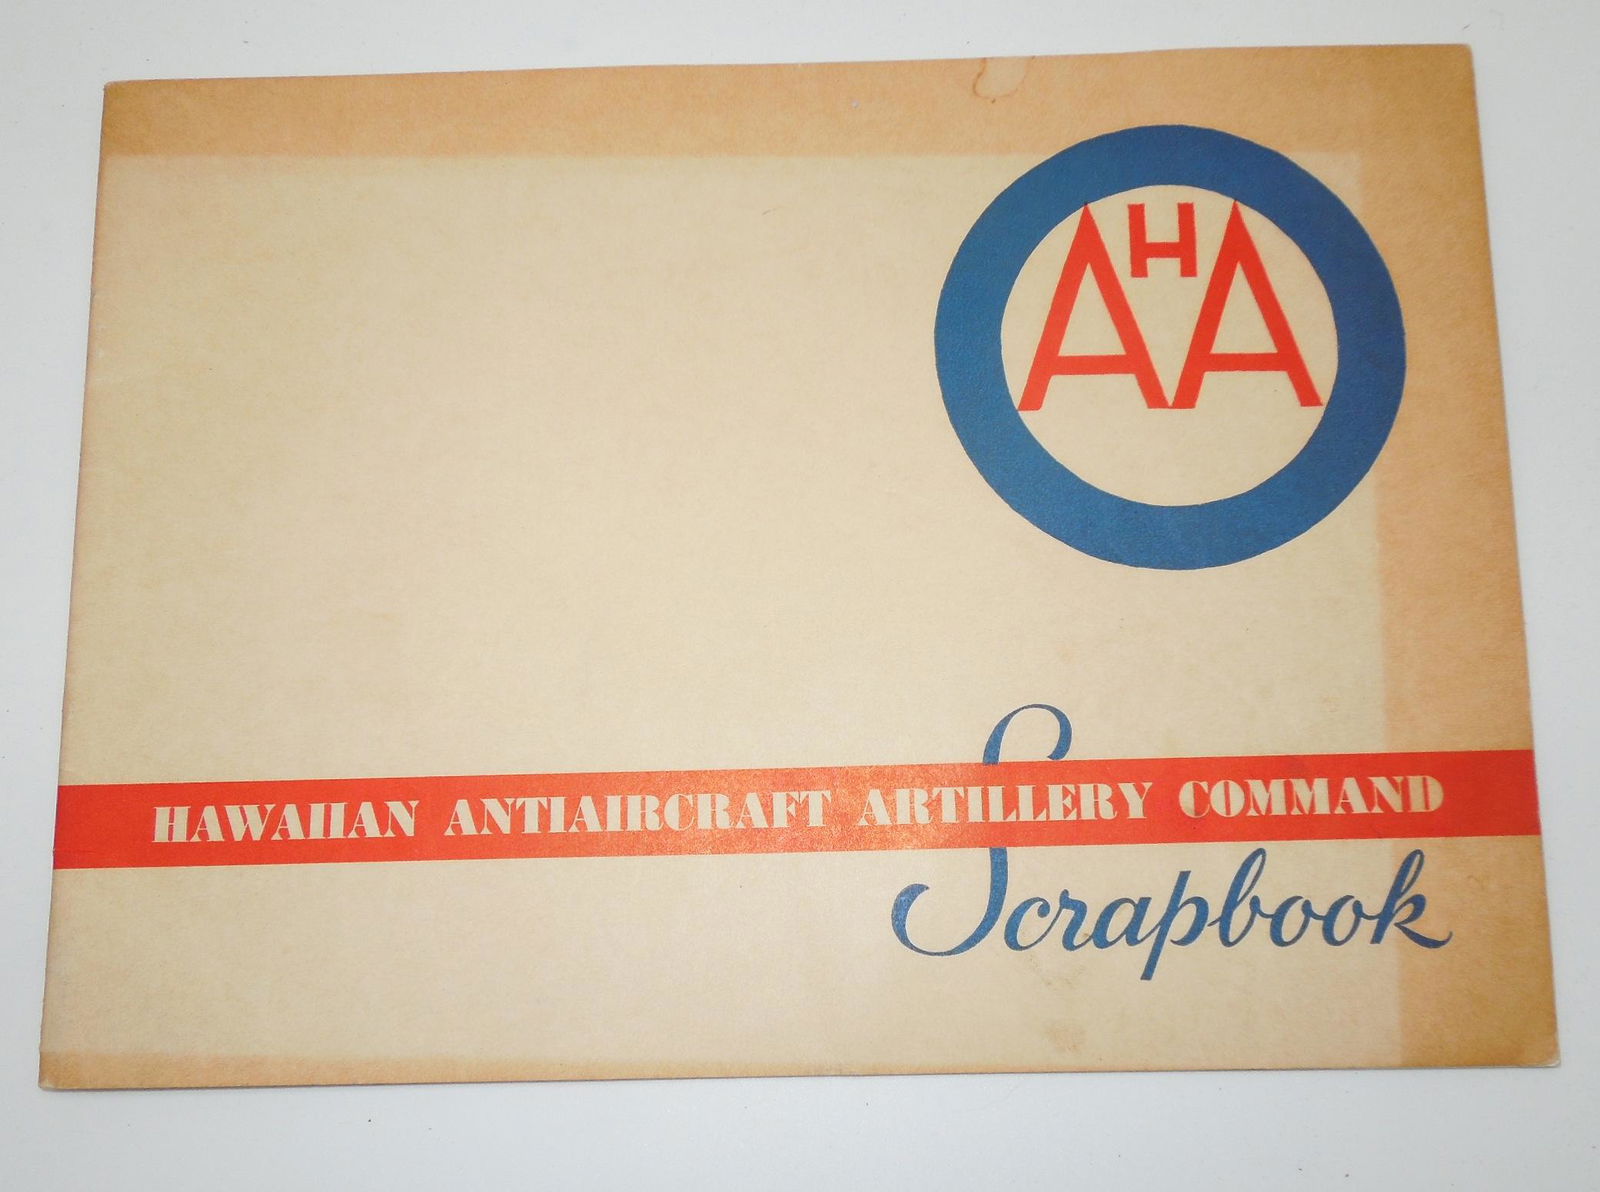 AHA
HAWAIIAN ANTIAIRCRAFT ARTILLERY COMMAND
Scrapbook